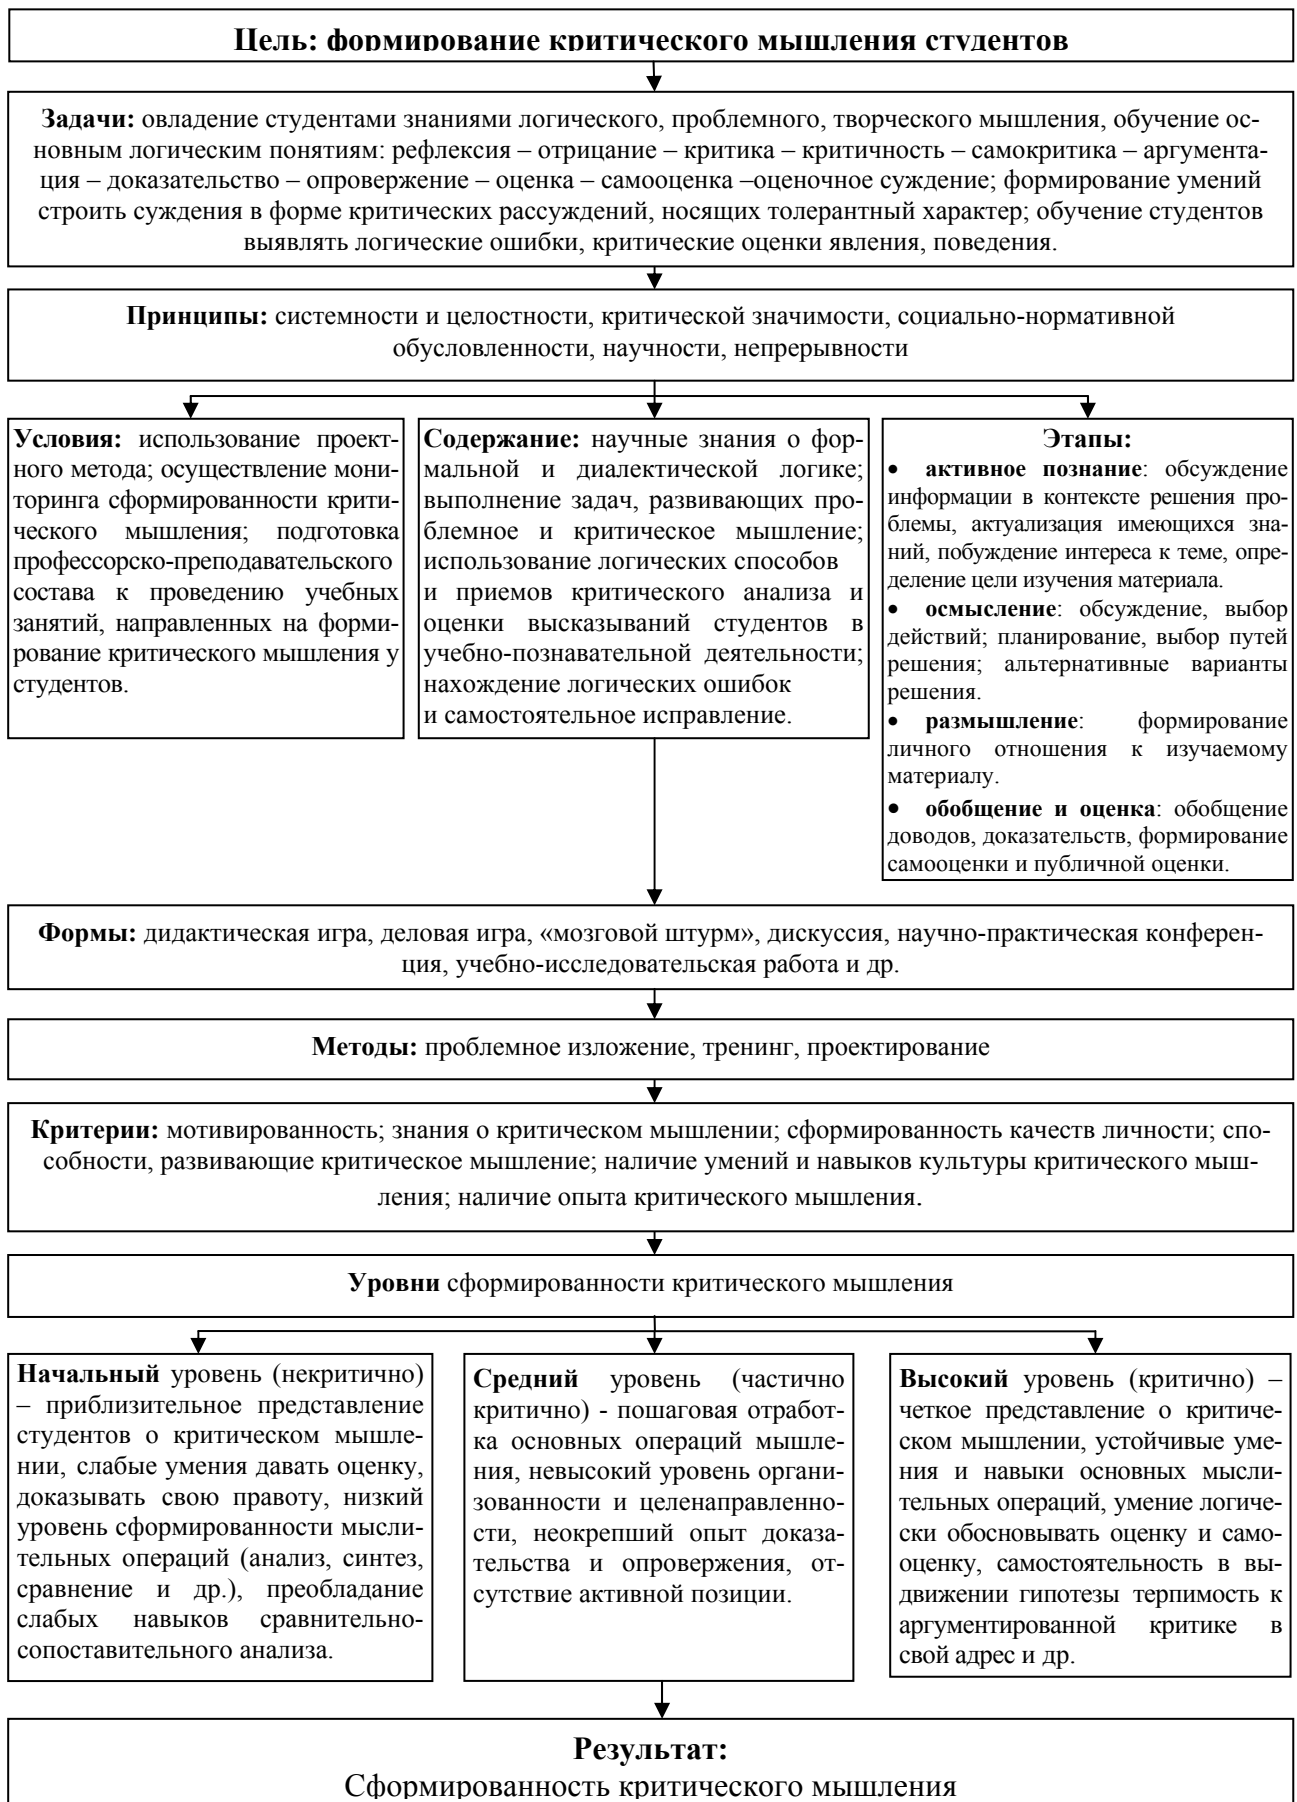 Цель: формирование критического мышления студентов
Задачи: овладение студентами знаниями логического, проблемного, творческого мышления, обучение ос-
новным логическим понятиям: рефлексия – отрицание – критика – критичность – самокритика – аргумента-
ция – доказательство – опровержение – оценка – самооценка –оценочное суждение; формирование умений
строить суждения в форме критических рассуждений, носящих толерантный характер; обучение студентов
выявлять логические ошибки, критические оценки явления, поведения.
Принципы: системности и целостности, критической значимости, социально-нормативной
обусловленности, научности, непрерывности
Условия: использование проект-
ного метода; осуществление мони-
торинга сформированности крити-
ческого мышления; подготовка
профессорско-преподавательского
состава к проведению учебных
занятий, направленных на форми-
рование критического мышления у
студентов.
Содержание: научные знания о фор-
мальной и диалектической логике;
выполнение задач, развивающих про-
блемное и критическое мышление;
использование логических способов
и приемов критического анализа и
оценки высказываний студентов в
учебно-познавательной деятельности;
нахождение логических ошибок
и самостоятельное исправление.
Этапы:
• активное познание: обсуждение
информации в контексте решения про-
блемы, актуализация имеющихся зна-
ний, побуждение интереса к теме, опре-
деление цели изучения материала.
• осмысление: обсуждение, выбор
действий; планирование, выбор путей
решения; альтернативные варианты
решения.
• размышление: формирование
личного отношения к изучаемому
материалу.
• обобщение и оценка: обобщение
доводов, доказательств, формирование
самооценки и публичной оценки.
Формы: дидактическая игра, деловая игра, «мозговой штурм», дискуссия, научно-практическая конферен-
ция, учебно-исследовательская работа и др.
Методы: проблемное изложение, тренинг, проектирование
Критерии: мотивированность; знания о критическом мышлении; сформированность качеств личности; спо-
собности, развивающие критическое мышление; наличие умений и навыков культуры критического мыш-
ления; наличие опыта критического мышления.
Уровни сформированности критического мышления
Начальный уровень (некритично)
– приблизительное представление
студентов о критическом мышле-
нии, слабые умения давать оценку,
доказывать свою правоту, низкий
уровень сформированности мысли-
тельных операций (анализ, синтез,
сравнение и др.), преобладание
слабых навыков сравнительно-
сопоставительного анализа.
Средний уровень (частично
критично) - пошаговая отработ-
ка основных операций мышле-
ния, невысокий уровень органи-
зованности и целенаправленно-
сти, неокрепший опыт доказа-
тельства и опровержения, от-
сутствие активной позиции.
Высокий уровень (критично) –
четкое представление о критиче-
ском мышлении, устойчивые уме-
ния и навыки основных мысли-
тельных операций, умение логиче-
ски обосновывать оценку и само-
оценку, самостоятельность в вы-
движении гипотезы терпимость к
аргументированной критике в
свой адрес и др.
Результат:
Сформированность критического мышления